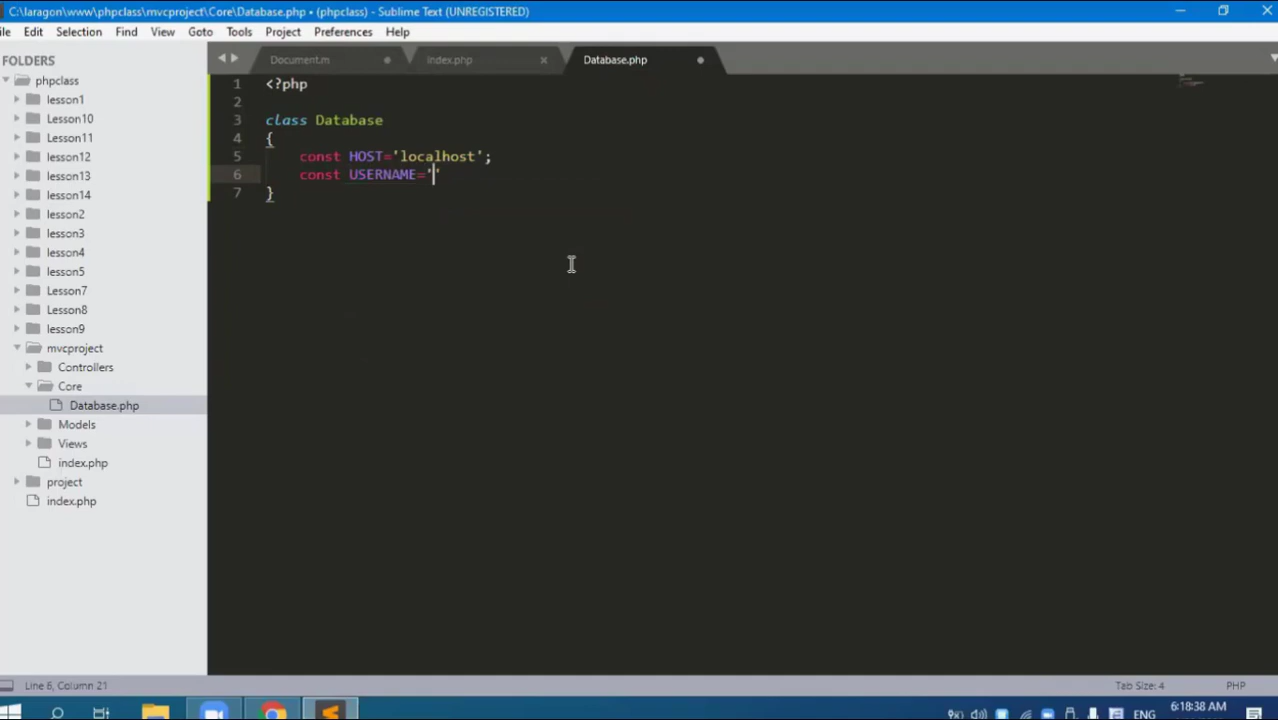 C:\laragon\www\phpclass\mvcproject\Core\Database.php • (phpclass) - Sublime Text (UNREGISTERED)
ile Edit Selection Find View Goto Tools Project Preferences Help
FOLDERS
phpclass
lesson1
Lesson10
Lesson11
lesson12
lesson13
lesson14
lesson2
lesson3
lesson4
lesson5
Lesson7
Lesson8
lesson9
mvcproject
Controllers
Core
Database.php
Models
Views
index.php
project
index.php
Document.m index.php Database.php
1 <?php
2
3 class Database
4 {
5 const HOST='localhost';
6 const USERNAME=''
7 }
Line 6, Column 21 Tab Size: 4 PHP
ENG 6:18:38 AM